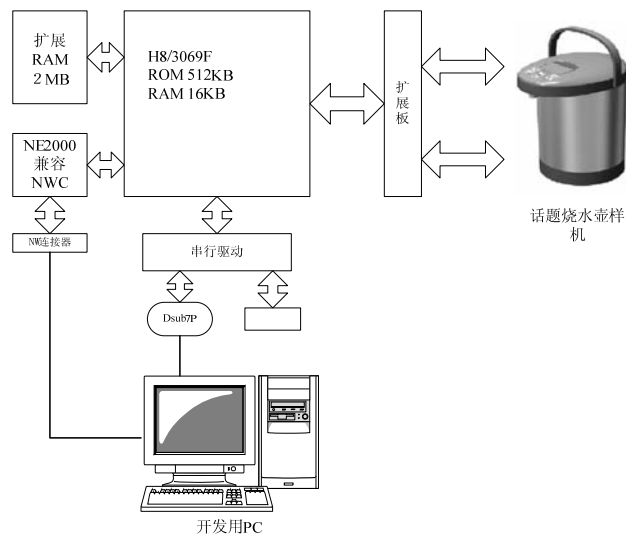 扩展
RAM
2 MB
H8/3069F
ROM 512KB
RAM 16KB
扩
展
板
NE2000
兼容
NWC
NW连接器
串行驱动
Dsub7P
话题烧水壶样
机
开发用PC